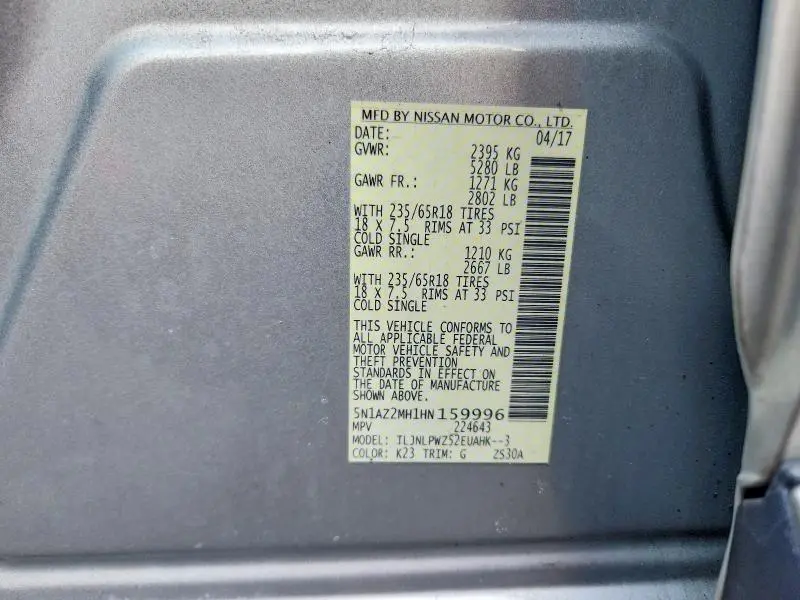 MFD BY NISSAN MOTOR CO., LTD.
DATE: 04/17
GVWR: 2395 KG
5280 LB
GAWR FR.: 1271 KG
2802 LB
WITH 235/65R18 TIRES
18 X 7.5 RIMS AT 33 PSI
COLD SINGLE
GAWR RR.: 1210 KG
2667 LB
WITH 235/65R18 TIRES
18 X 7.5 RIMS AT 33 PSI
COLD SINGLE
THIS VEHICLE CONFORMS TO
ALL APPLICABLE FEDERAL
MOTOR VEHICLE SAFETY AND
THEFT PREVENTION
STANDARDS IN EFFECT ON
THE DATE OF MANUFACTURE
SHOWN ABOVE.
5N1AZ2MH1HN159996
MPV 224643
MODEL: TLJNLPWZ52EUAHK--3
COLOR: K23 TRIM: G ZS30A